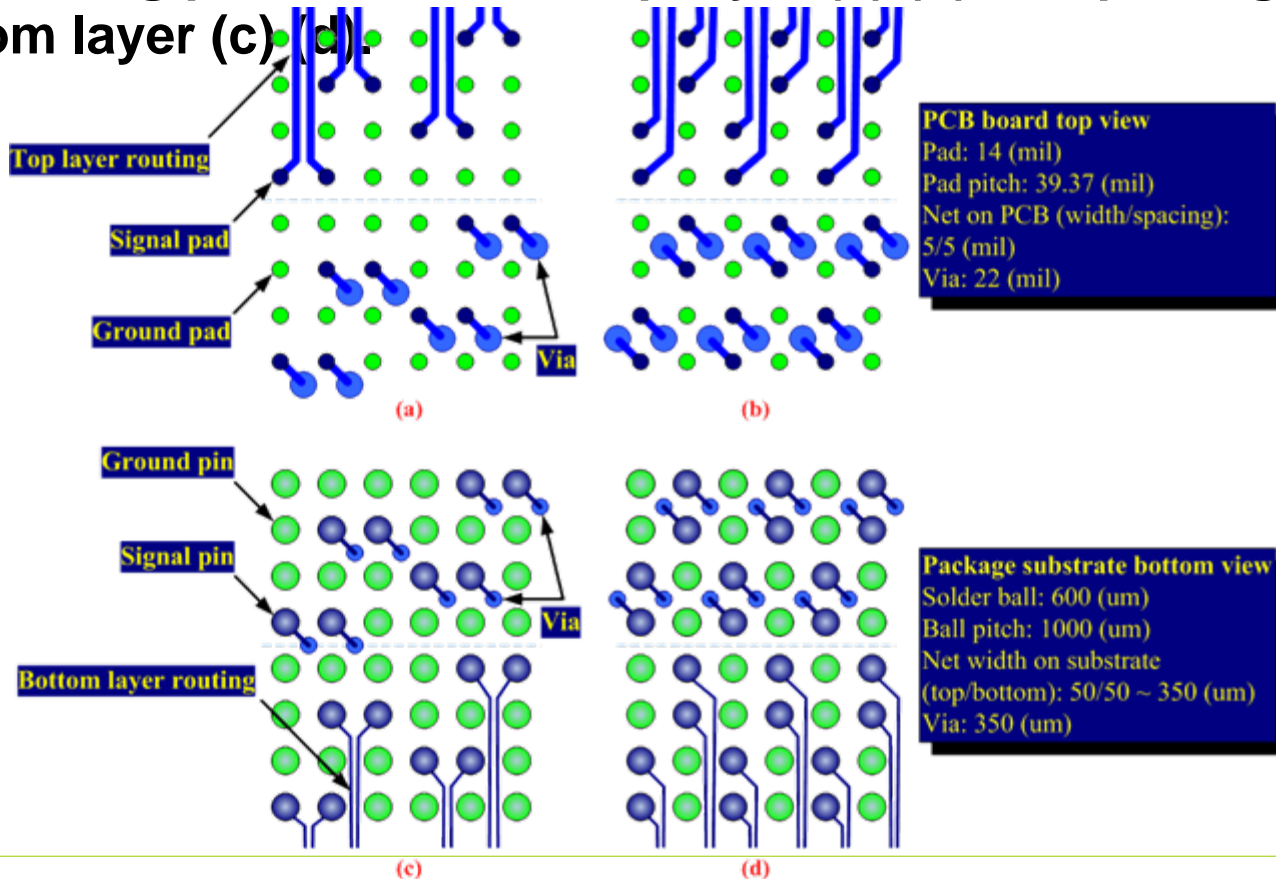 om layer (c) (d).
Top layer routing
Signal pad
Ground pad
Via
(a)
(b)
PCB board top view
Pad: 14 (mil)
Pad pitch: 39.37 (mil)
Net on PCB (width/spacing):
5/5 (mil)
Via: 22 (mil)
Ground pin
Signal pin
Via
Bottom layer routing
(c)
(d)
Package substrate bottom view
Solder ball: 600 (um)
Ball pitch: 1000 (um)
Net width on substrate
(top/bottom): 50/50 ~ 350 (um)
Via: 350 (um)